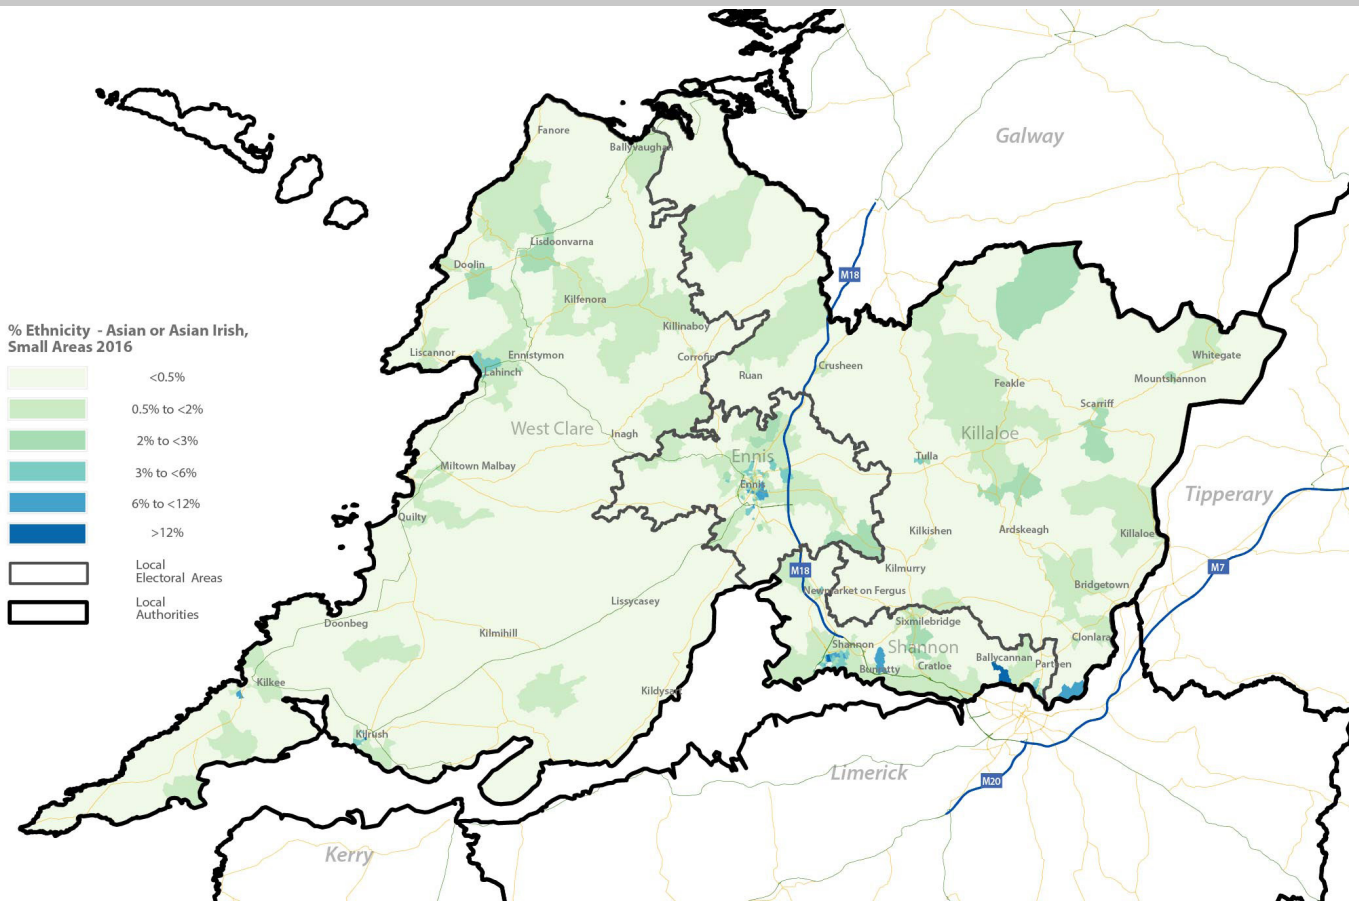 % Ethnicity - Asian or Asian Irish,
Small Areas 2016
<0.5%
0.5% to <2%
2% to <3%
3% to <6%
6% to <12%
>12%
Local
Electoral Areas
Local
Authorities
Fanore
Ballyvaughan
Galway
Lisdoonvarna
Doolin
M18
Kilfenora
Killinaboy
Liscannor
Ennistymon
Corrofin
Whitegate
Lahinch
Ruan
Crusheen
Mountshannon
Feakle
Scarriff
West Clare
Inagh
Killaloe
Ennis
Tulla
Miltown Malbay
Ennis
Tipperary
Quilty
Kilkishen
Ardskeagh
Killaloe
M18
Kilmurry
M7
Bridgetown
Newmarket on Fergus
Lissycasey
Doonbeg
Sixmilebridge
Kilmihill
Clonlara
Shannon
Shannon
Ballycannan
Parteen
Bunratty
Cratloe
Kilkee
Kildysart
Kilrush
Limerick
M20
Kerry